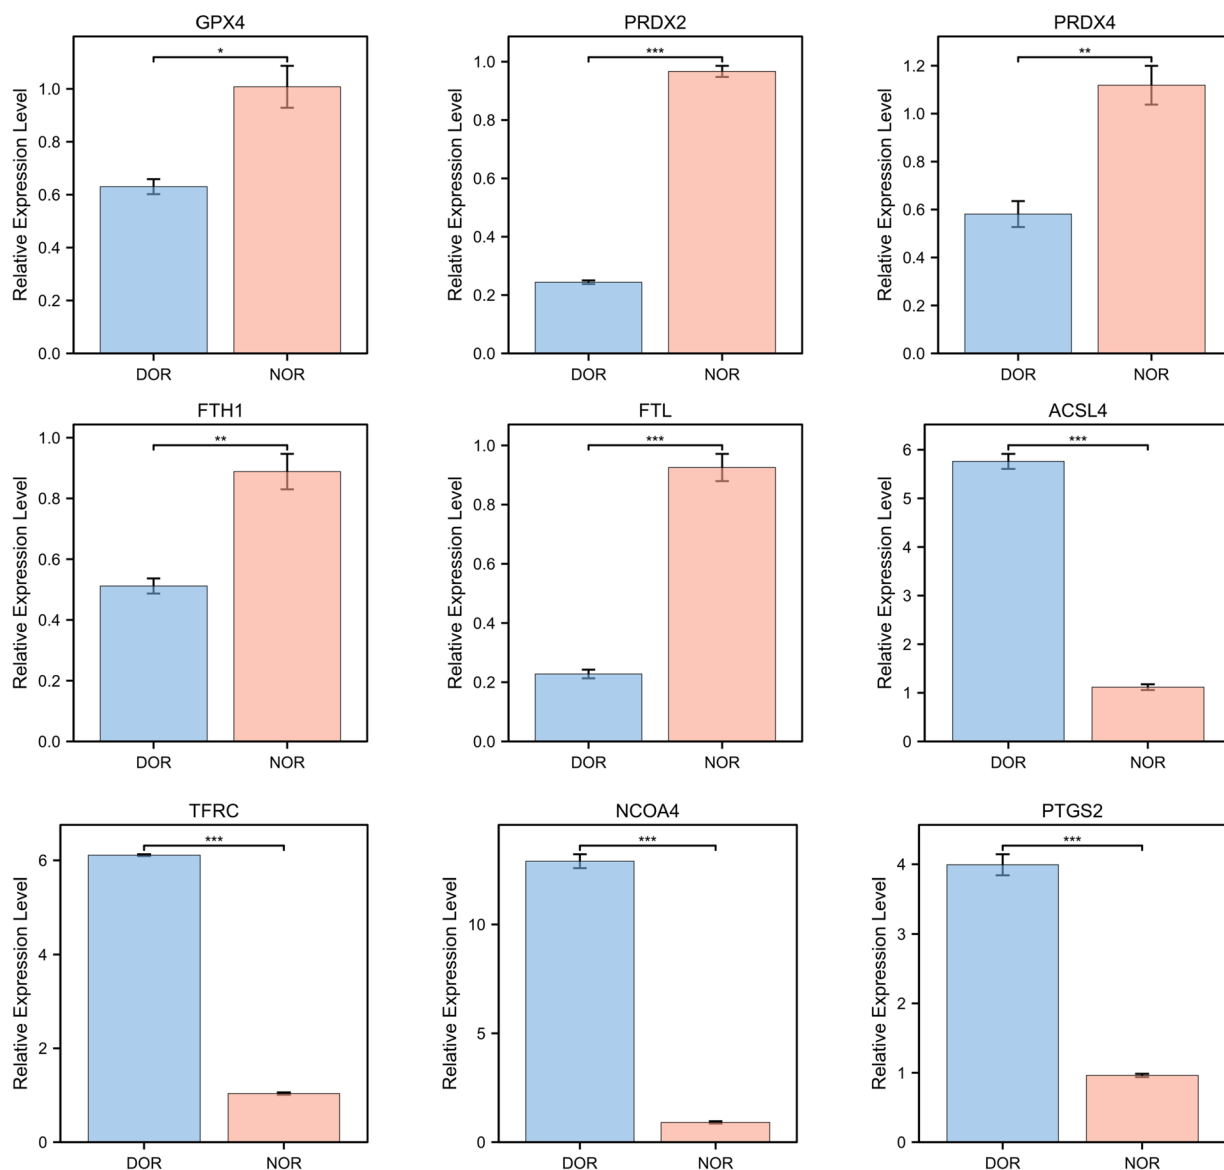 GPX4
*
Relative Expression Level
1.0
0.8
0.6
0.4
0.2
0.0
DOR NOR
PRDX2
***
Relative Expression Level
1.0
0.8
0.6
0.4
0.2
0.0
DOR NOR
PRDX4
**
Relative Expression Level
1.2
1.0
0.8
0.6
0.4
0.2
0.0
DOR NOR
FTH1
**
Relative Expression Level
1.0
0.8
0.6
0.4
0.2
0.0
DOR NOR
FTL
***
Relative Expression Level
1.0
0.8
0.6
0.4
0.2
0.0
DOR NOR
ACSL4
***
Relative Expression Level
6
5
4
3
2
1
0
DOR NOR
TFRC
***
Relative Expression Level
6
4
2
0
DOR NOR
NCOA4
***
Relative Expression Level
10
5
0
DOR NOR
PTGS2
***
Relative Expression Level
4
3
2
1
0
DOR NOR